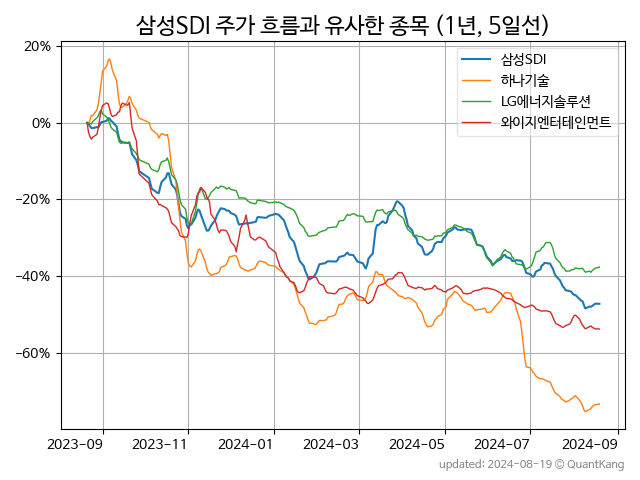 삼성SDI 주가 흐름과 유사한 종목 (1년, 5일선)
20%
0%
−20%
−40%
−60%
삼성SDI
하나기술
LG에너지솔루션
와이지엔터테인먼트
2023-09
2023-11
2024-01
2024-03
2024-05
2024-07
2024-09
updated: 2024-08-19 © QuantKang